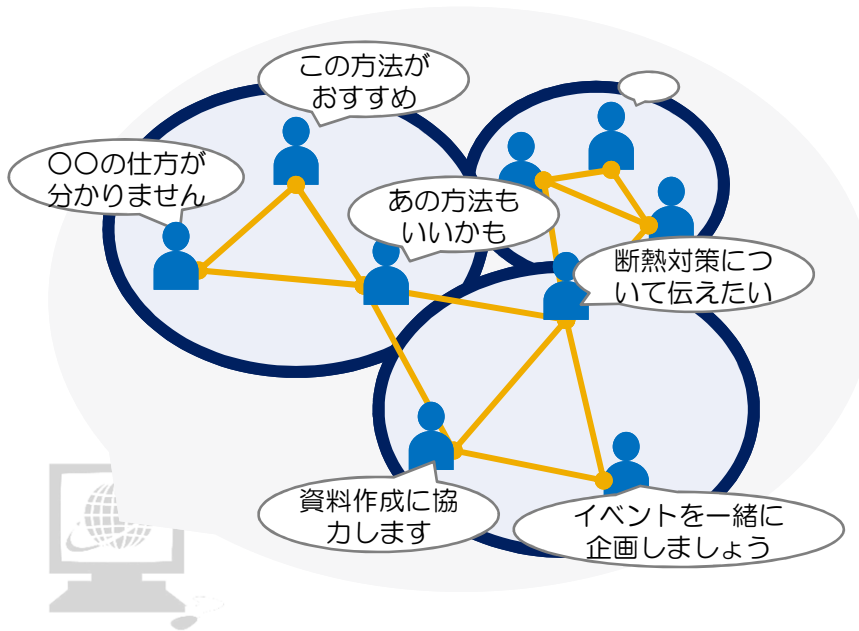 この方法が
おすすめ
〇〇の仕方が
分かりません
あの方法も
いいかも
断熱対策につ
いて伝えたい
資料作成に協
力します
イベントを一緒に
企画しましょう